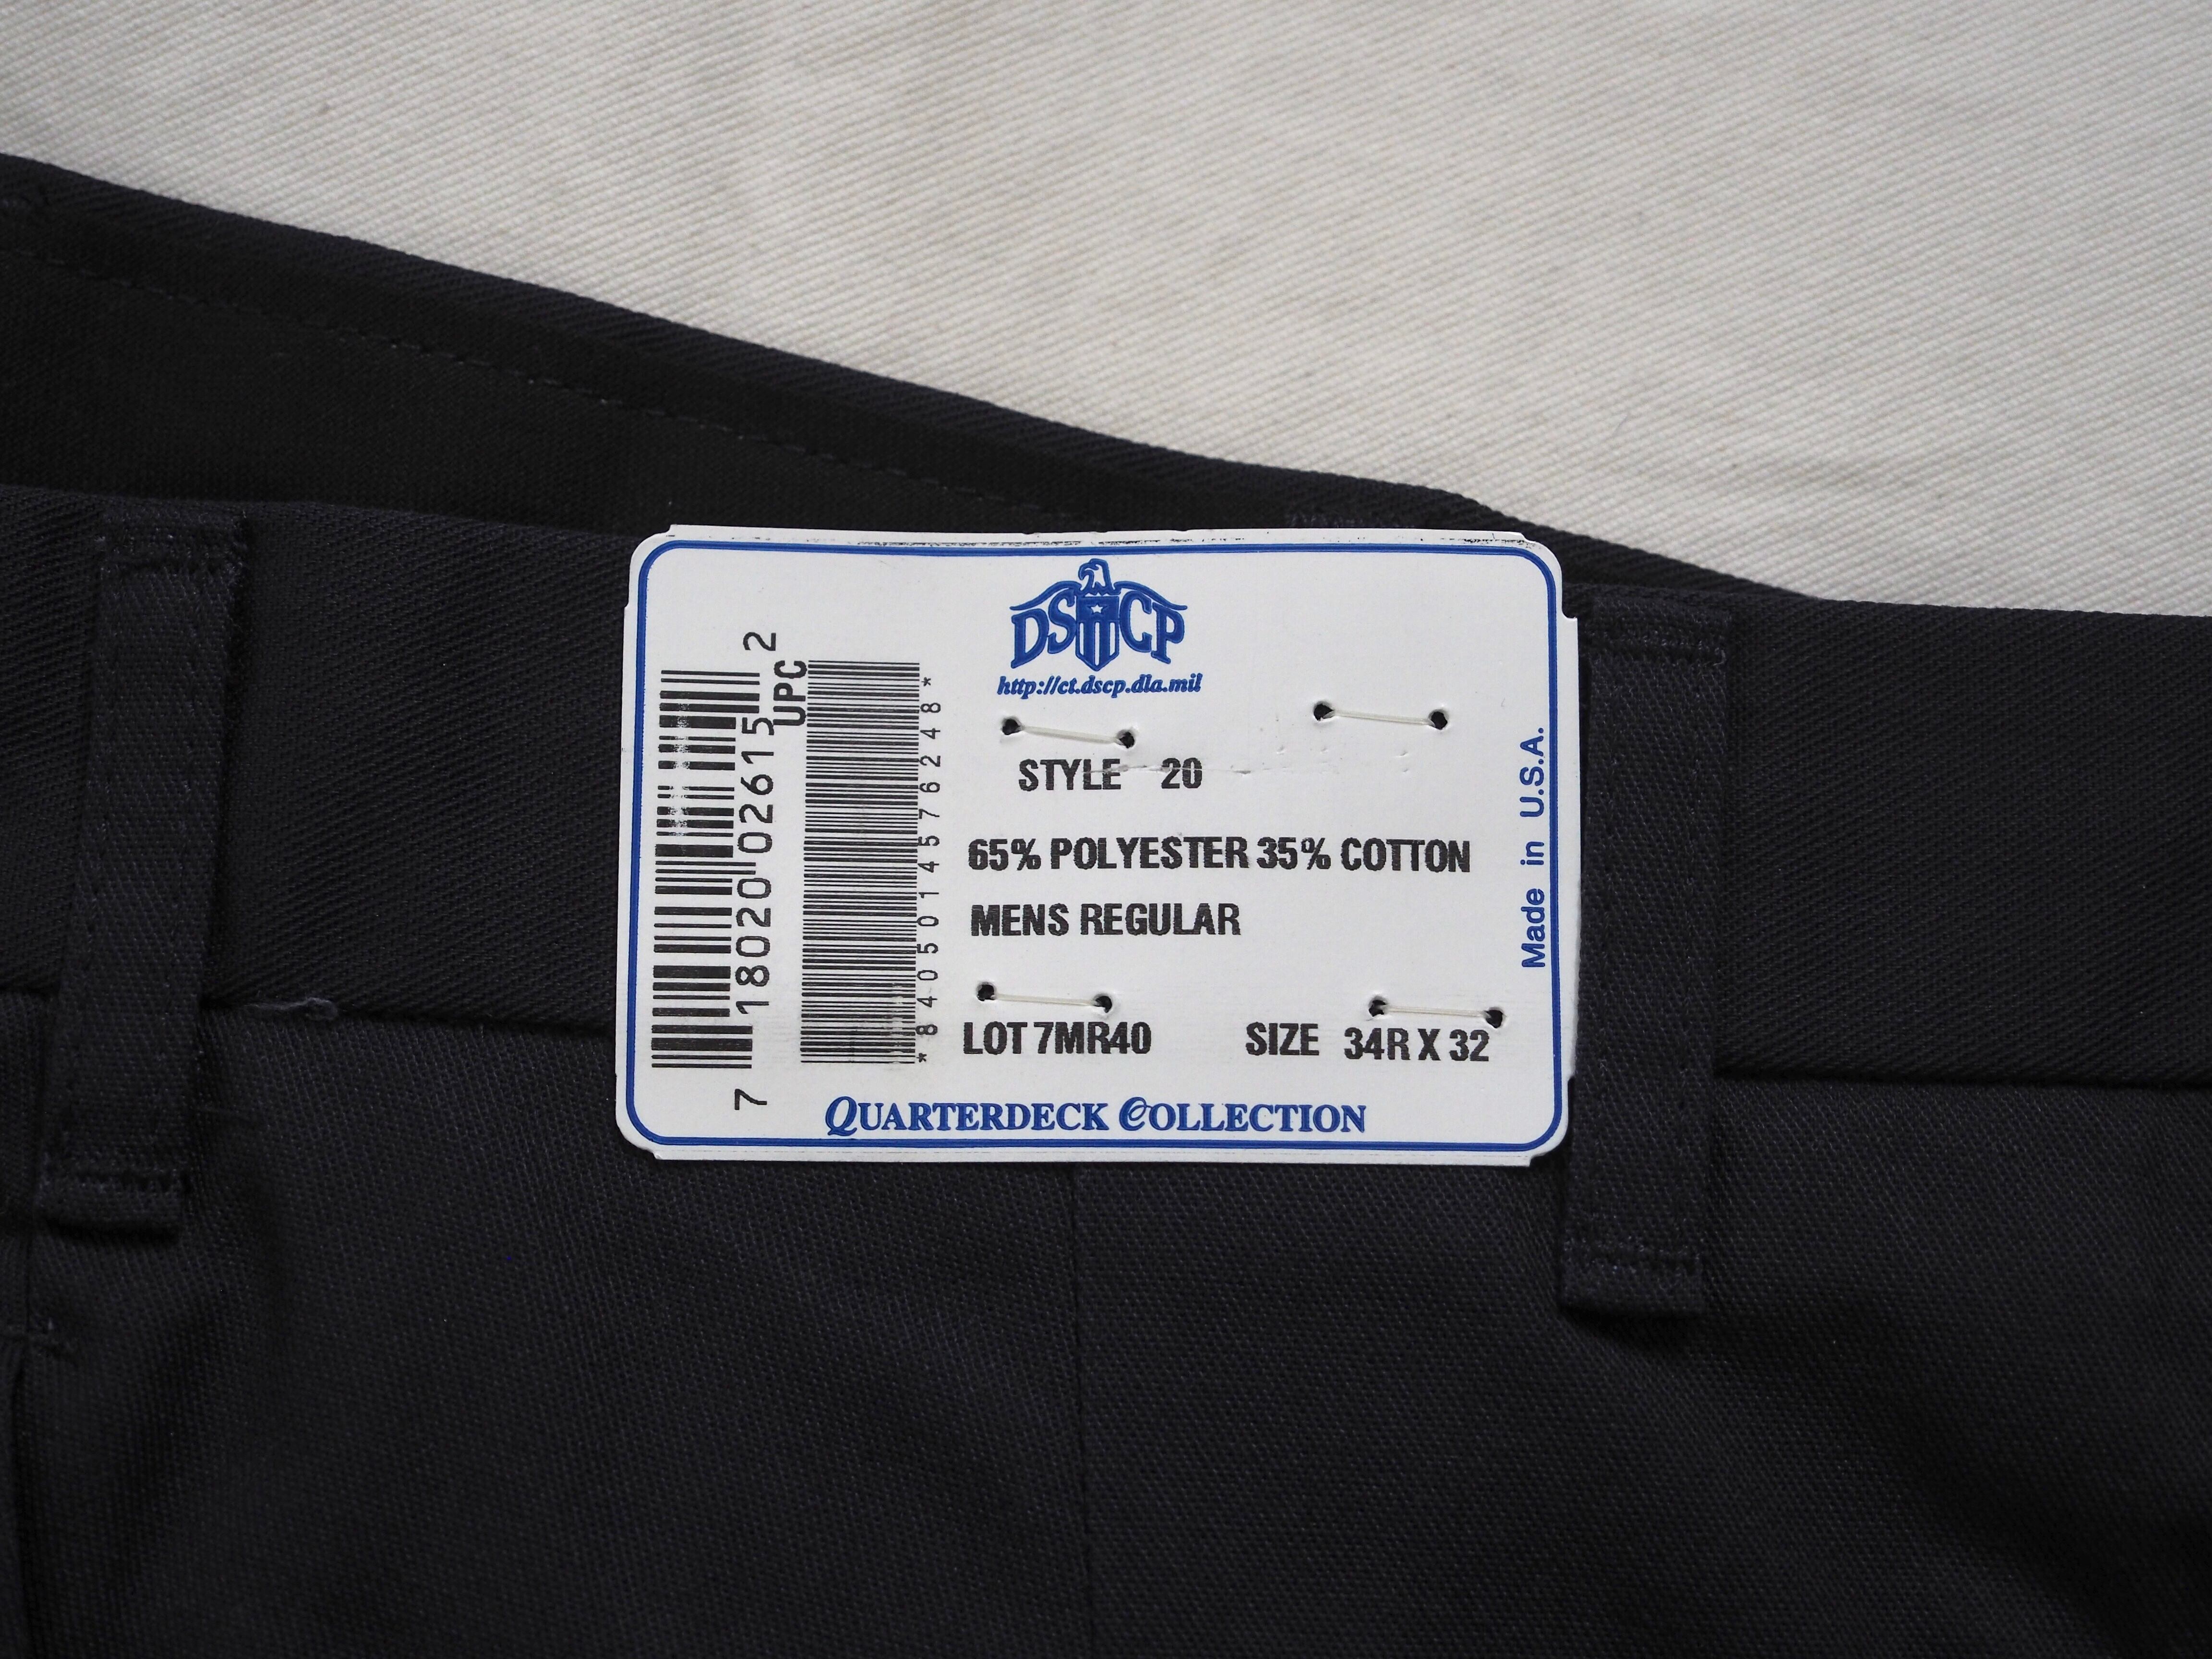 DSCP
http://ct.dscp.dla.mil
STYLE 20
65% POLYESTER 35% COTTON
MENS REGULAR
LOT 7MR40 SIZE 34R X 32
QUARTERDECK COLLECTION
Made in U.S.A.
7 18020 02615 2
UPC
*8405014576248*